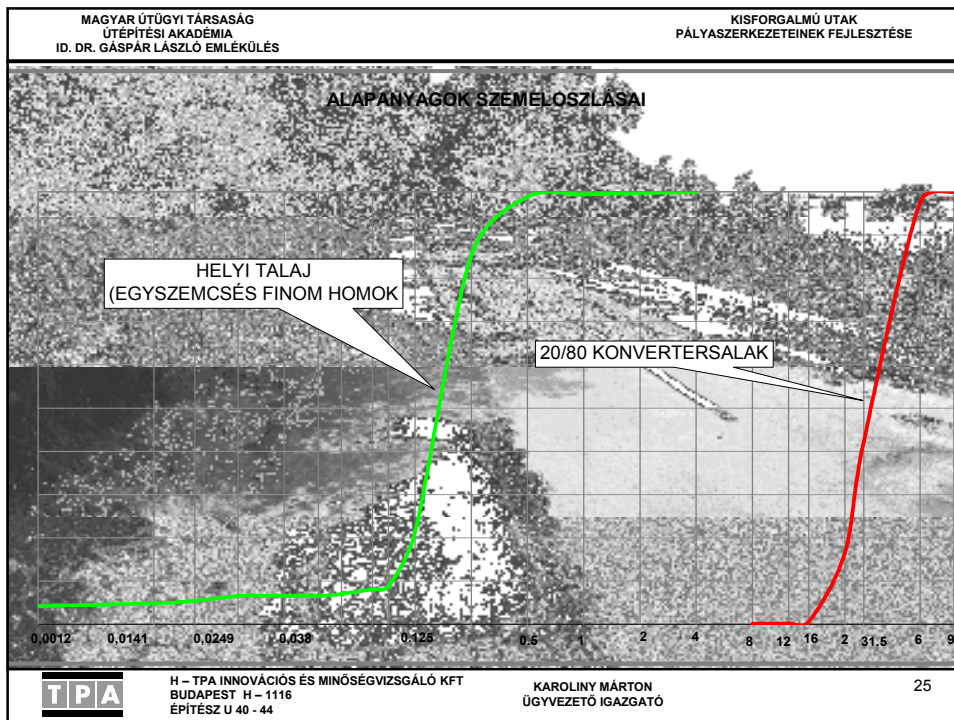 MAGYAR ÚTÜGYI TÁRSASÁG
ÚTÉPÍTÉSI AKADÉMIA
ID. DR. GÁSPÁR LÁSZLÓ EMLÉKÜLÉS
KISFORGALMÚ UTAK
PÁLYASZERKEZETEINEK FEJLESZTÉSE
ALAPANYAGOK SZEMELOSZLÁSAI
HELYI TALAJ
(EGYSZEMCSÉS FINOM HOMOK
20/80 KONVERTERSALAK
0,0012 0,0141 0,0249 0,038 0.125 0.5 1 2 4 8 12 16 2 31.5 6 9
TPA
H – TPA INNOVÁCIÓS ÉS MINŐSÉGVIZSGÁLÓ KFT
BUDAPEST H – 1116
ÉPÍTÉSZ U 40 - 44
KAROLINY MÁRTON
ÜGYVEZETŐ IGAZGATÓ
25